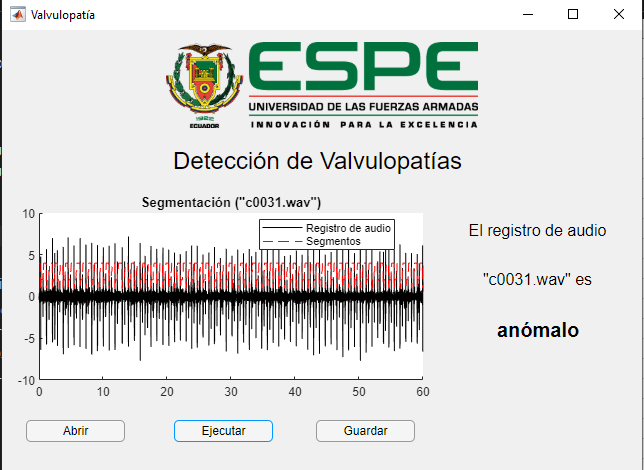 Valvulopatía
ESPE
UNIVERSIDAD DE LAS FUERZAS ARMADAS
ECUADOR
INNOVACIÓN PARA LA EXCELENCIA
Detección de Valvulopatías
Segmentación ("c0031.wav")
Registro de audio
Segmentos
10
5
0
-5
-10
0 10 20 30 40 50 60
El registro de audio
"c0031.wav" es
anómalo
Abrir Ejecutar Guardar